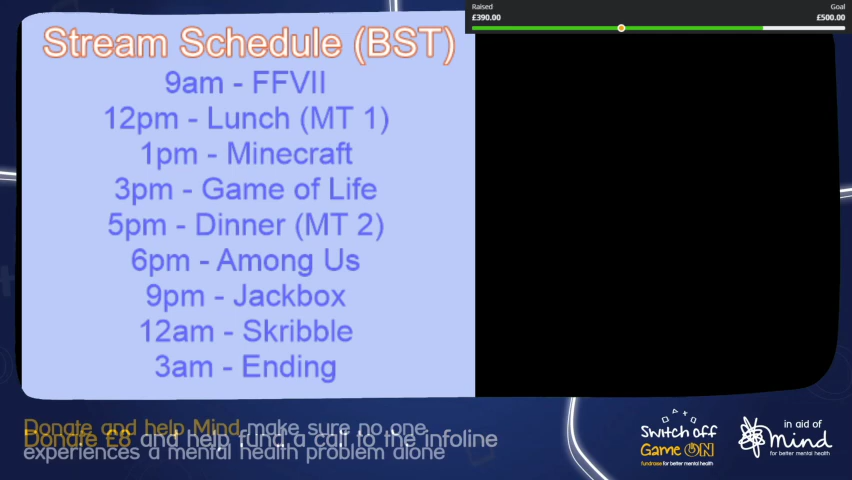 Stream Schedule (BST)
9am - FFVII
12pm - Lunch (MT 1)
1pm - Minecraft
3pm - Game of Life
5pm - Dinner (MT 2)
6pm - Among Us
9pm - Jackbox
12am - Skribble
3am - Ending
Raised
Goal
£390.00
£500.00
Donate and help Mind make sure no one
Donate £8 and help fund a call to the infoline
experiences a mental health problem alone
Switch off
Game ON
fundraise for better mental health
in aid of
mind
for better mental health